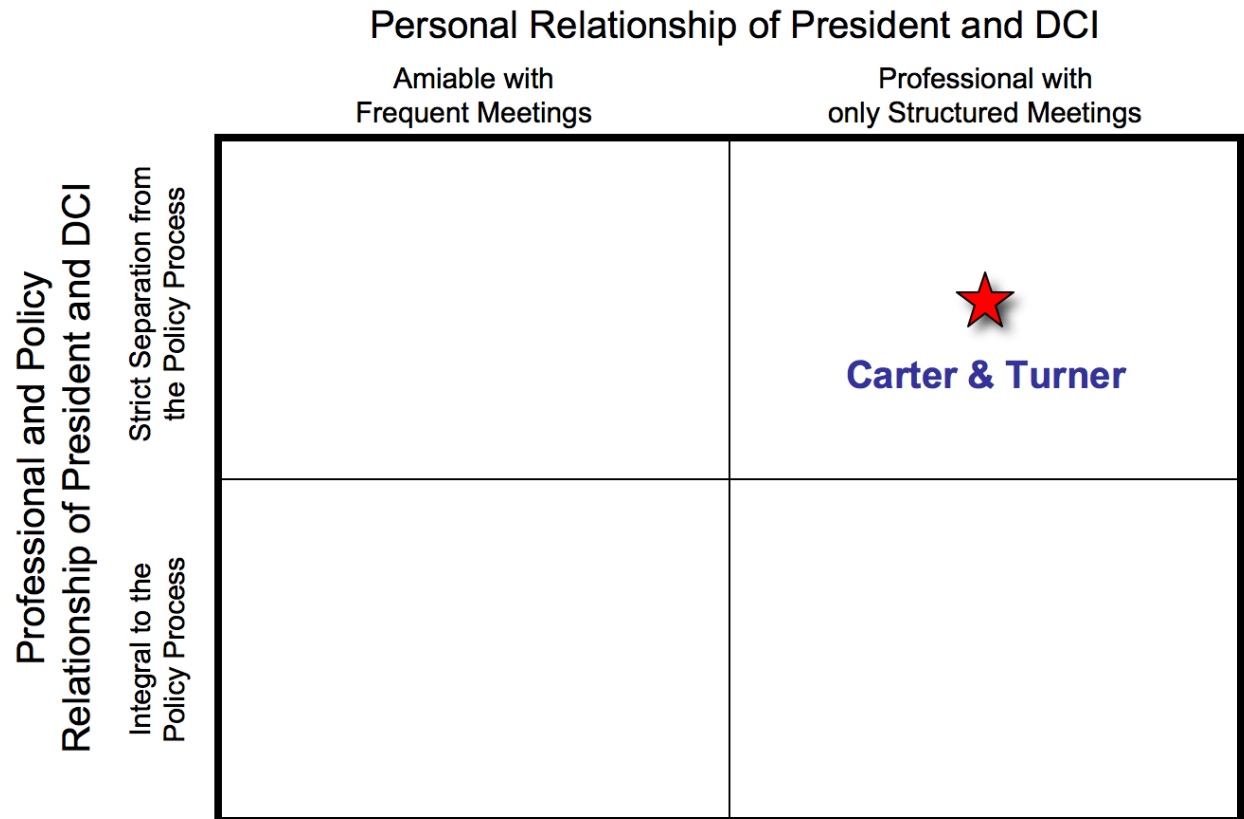 Personal Relationship of President and DCI
Amiable with
Frequent Meetings
Professional with
only Structured Meetings
Professional and Policy
Relationship of President and DCI
Strict Separation from
the Policy Process
Carter & Turner
Integral to the
Policy Process